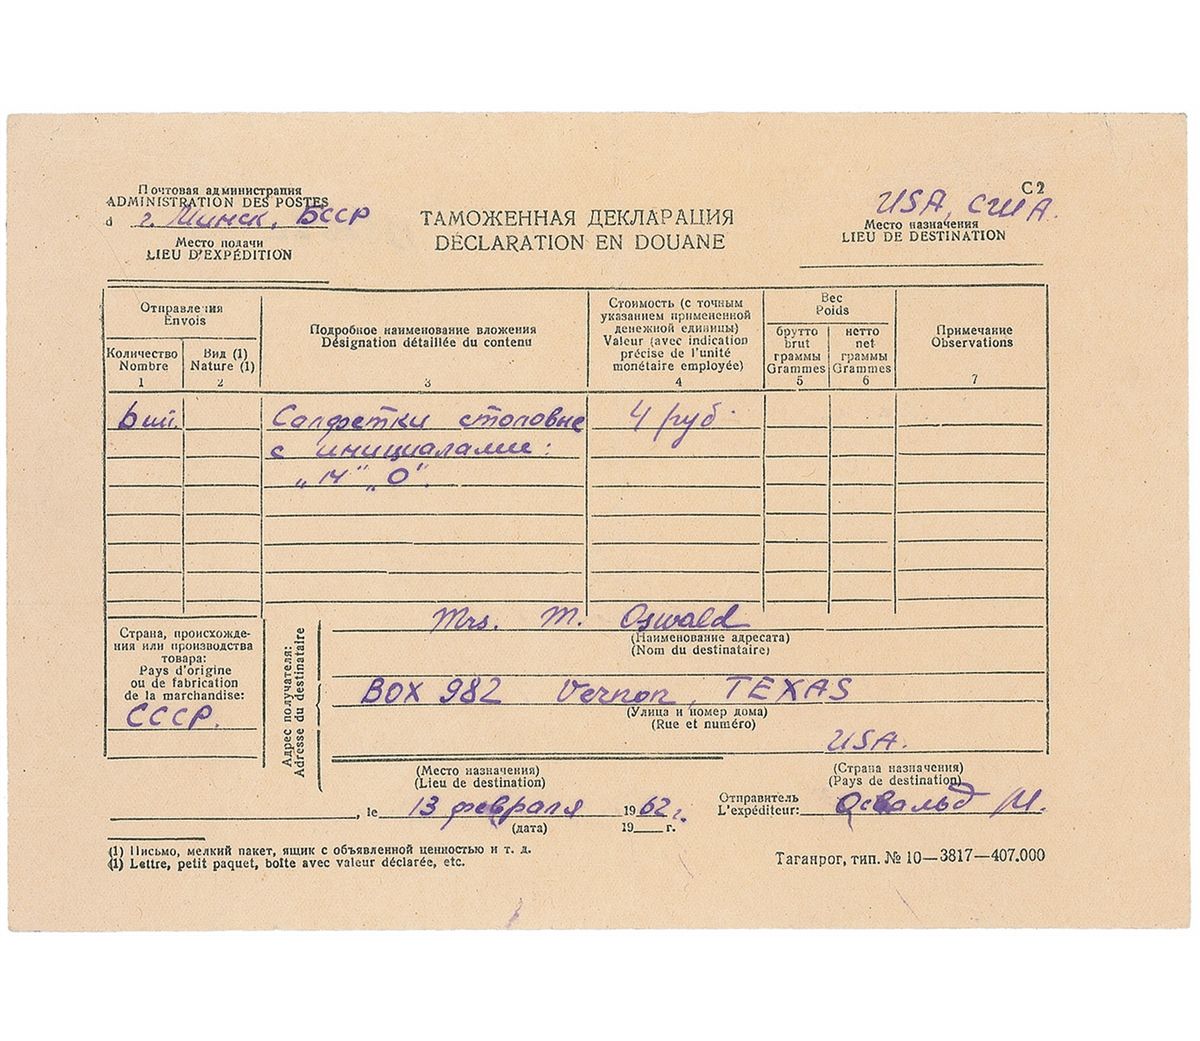 Почтовая администрация
ADMINISTRATION DES POSTES
г. Минск, БССР
Место подачи
LIEU D'EXPÉDITION
ТАМОЖЕННАЯ ДЕКЛАРАЦИЯ
DÉCLARATION EN DOUANE
C 2
USA, США.
Место назначения
LIEU DE DESTINATION
Отправления
Envois
Количество
Nombre
1
Вид (1)
Nature (1)
2
Подробное наименование вложения
Désignation détaillée du contenu
3
Стоимость (с точным
указанием примененной
денежной единицы)
Valeur (avec indication
précise de l'unité
monétaire employée)
4
Вес
Poids
брутто
brut
граммы
Grammes
5
нетто
net
граммы
Grammes
6
Примечание
Observations
7
6 шт. Салфетки столовые 4 руб.
с инициалами:
„М" „О".
Страна, происхожде-
ния или производства
товара:
Pays d'origine
ou de fabrication
de la marchandise:
СССР.
Адрес получателя:
Adresse du destinataire
Mrs. M. Oswald
(Наименование адресата)
(Nom du destinataire)
BOX 982 Vernon, TEXAS
(Улица и номер дома)
(Rue et numéro)
USA.
(Место назначения)
(Lieu de destination)
(Страна назначения)
(Pays de destination)
, le 13 февраля 1962 г.
(дата) 19 г.
Отправитель
L'expéditeur: Освальд М.
(1) Письмо, мелкий пакет, ящик с объявленной ценностью и т. д.
(1) Lettre, petit paquet, boîte avec valeur déclarée, etc.
Таганрог, тип. № 10—3817—407.000